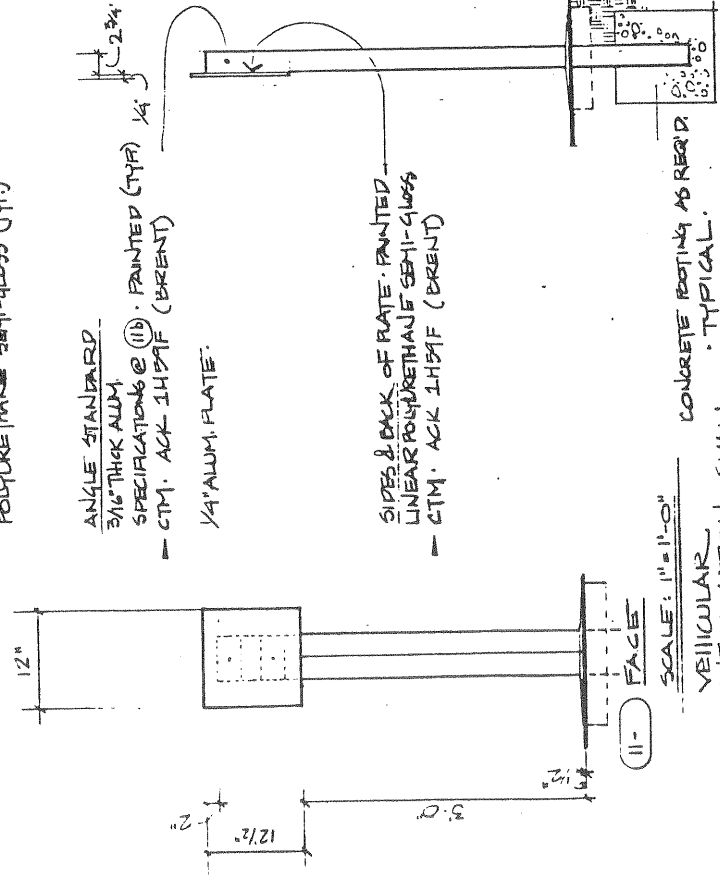 POLYURETHANE SEMI-GLOSS (TYP.)
ANGLE STANDARD
3/16" THICK ALUM.
SPECIFICATIONS @ 11b · PAINTED (TYP)
CTM · ACK 1H59F (BRENT)
1/4" ALUM. PLATE ·
2 3/4"
1/4"
SIDES & BACK OF PLATE · PAINTED
LINEAR POLYURETHANE SEMI-GLOSS
CTM · ACK 1H59F (BRENT)
CONCRETE FOOTING AS REQ'D.
· TYPICAL ·
12"
2"
12 1/2"
3'-0"
1/2"
11- FACE
SCALE: 1" = 1'-0"
VEHICULAR